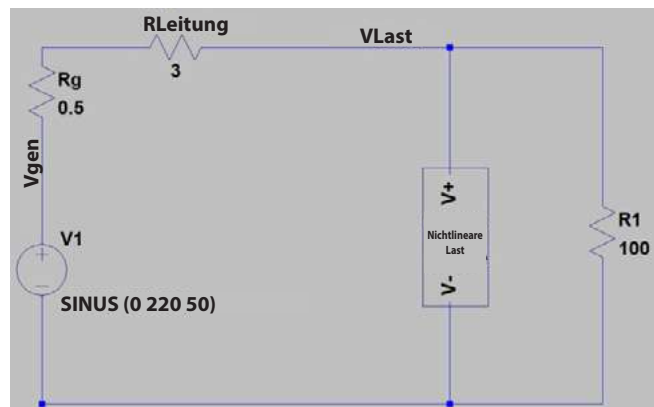 RLeitung
VLast
3
Rg
0.5
Vgen
V1
SINUS (0 220 50)
V+
Nichtlineare
Last
V-
R1
100